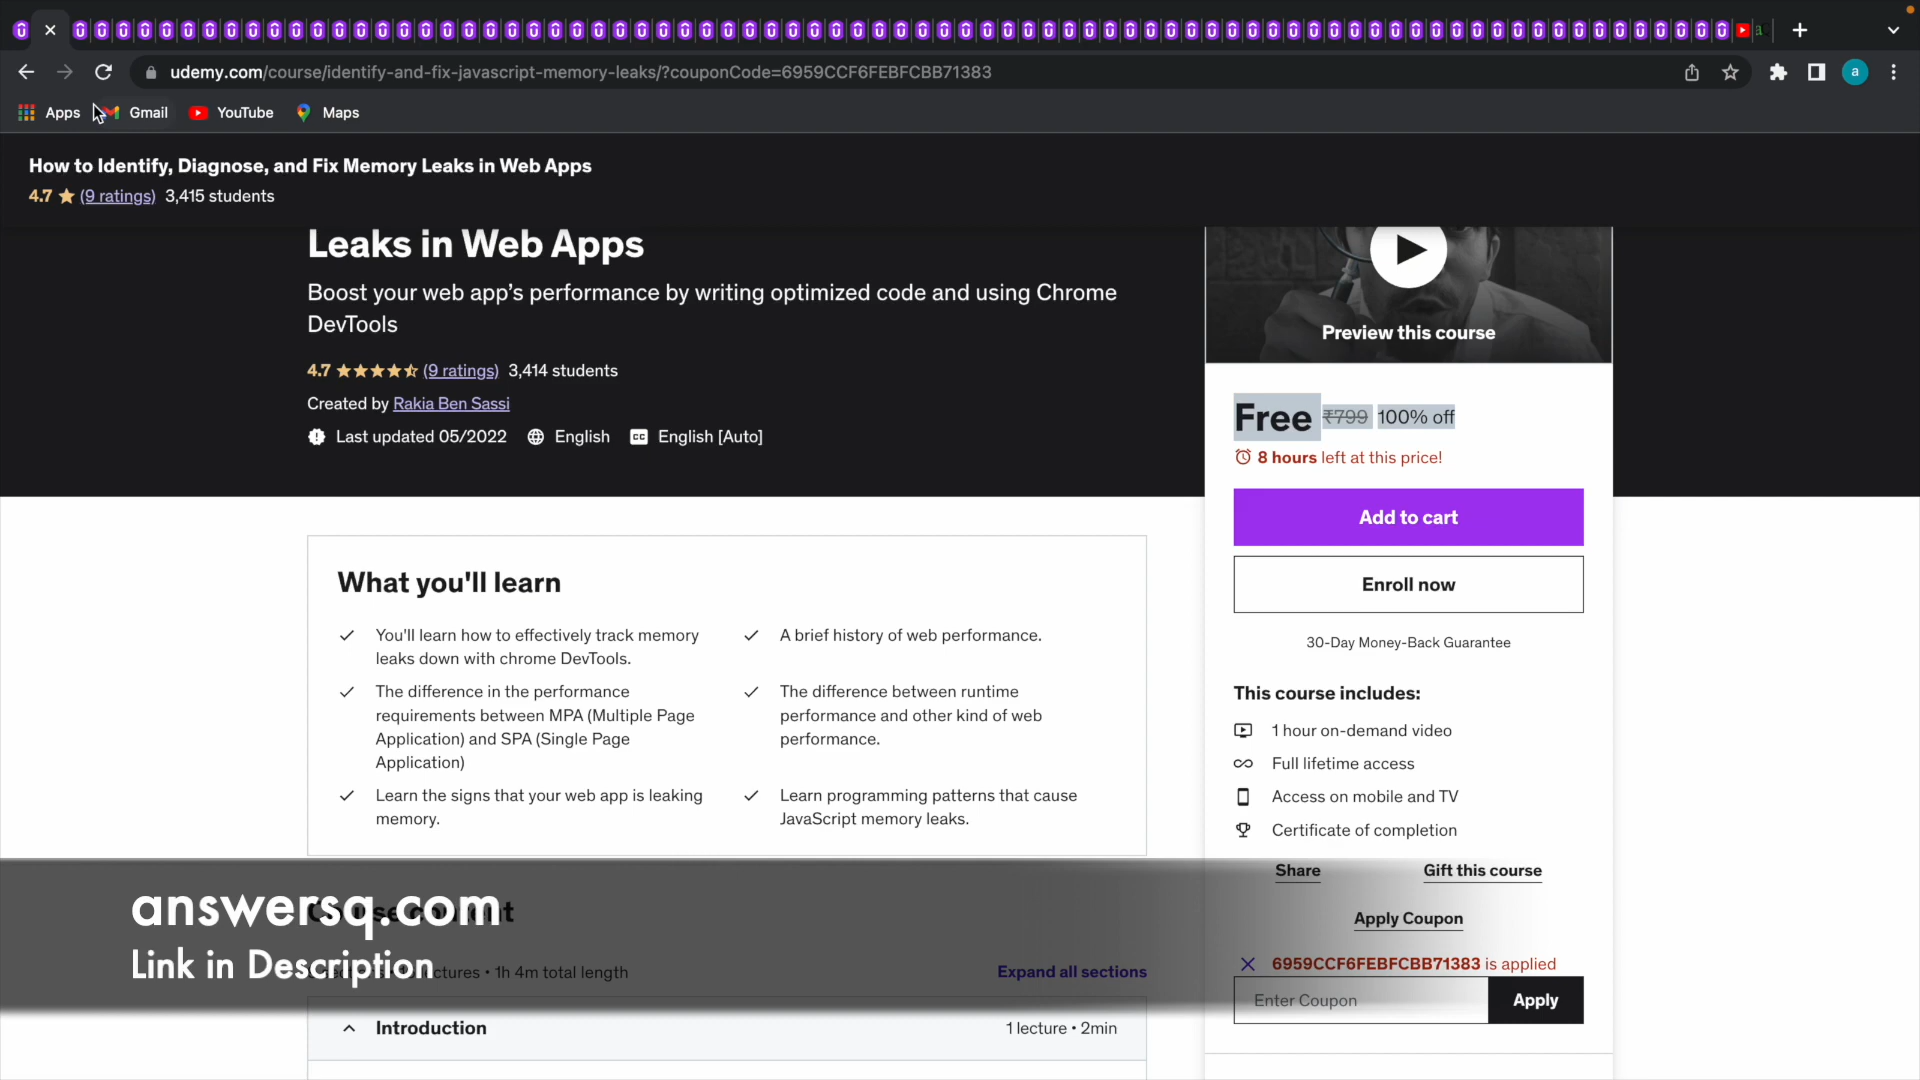 udemy.com/course/identify-and-fix-javascript-memory-leaks/?couponCode=6959CCF6FEBFCBB71383
a
Apps
Gmail
YouTube
Maps
How to Identify, Diagnose, and Fix Memory Leaks in Web Apps
4.7 (9 ratings) 3,415 students
Leaks in Web Apps
Boost your web app’s performance by writing optimized code and using Chrome
DevTools
4.7 (9 ratings) 3,414 students
Created by Rakia Ben Sassi
Last updated 05/2022 English English [Auto]
Preview this course
Free ₹799 100% off
8 hours left at this price!
Add to cart
Enroll now
30-Day Money-Back Guarantee
This course includes:
1 hour on-demand video
Full lifetime access
Access on mobile and TV
Certificate of completion
Share
Gift this course
Apply Coupon
6959CCF6FEBFCBB71383 is applied
Enter Coupon
Apply
What you'll learn
You'll learn how to effectively track memory
leaks down with chrome DevTools.
The difference in the performance
requirements between MPA (Multiple Page
Application) and SPA (Single Page
Application)
Learn the signs that your web app is leaking
memory.
A brief history of web performance.
The difference between runtime
performance and other kind of web
performance.
Learn programming patterns that cause
JavaScript memory leaks.
answersq.com
Link in Description
• 1h 4m total length
Expand all sections
Introduction
1 lecture • 2min